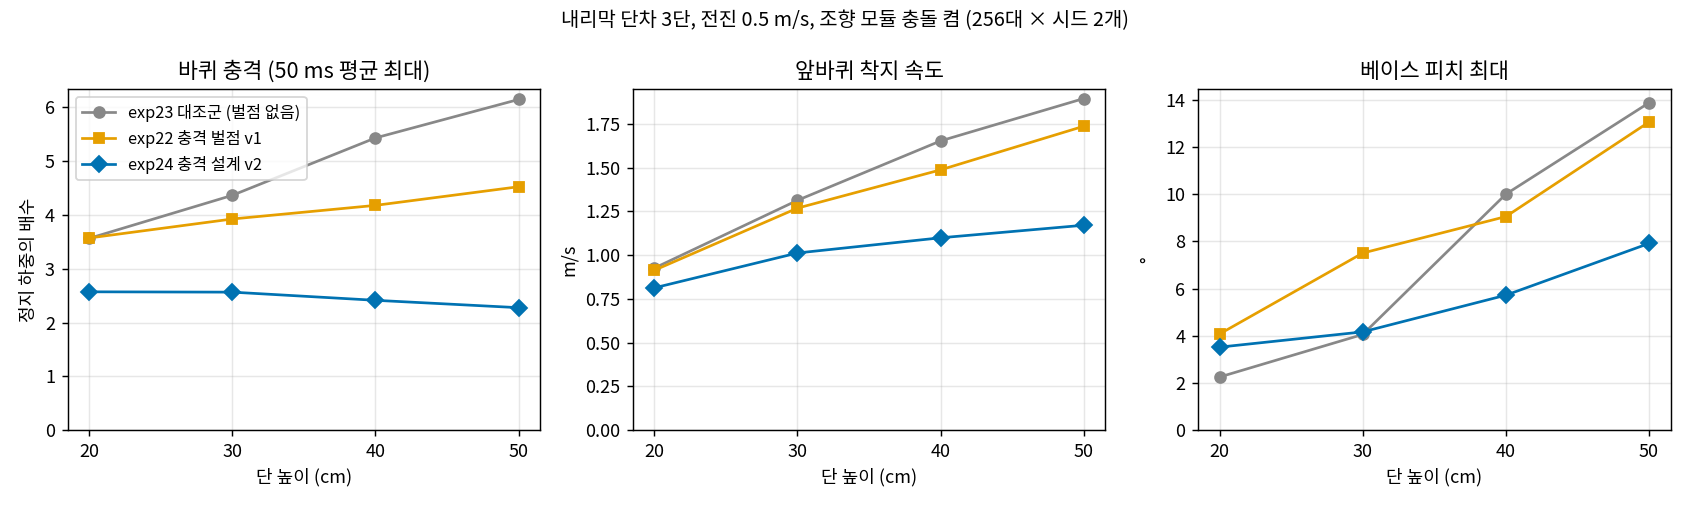 내리막 단차 3단, 전진 0.5 m/s, 조향 모듈 충돌 켬 (256대 × 시드 2개)
바퀴 충격 (50 ms 평균 최대)
정지 하중의 배수
6
5
4
3
2
1
0
exp23 대조군 (벌점 없음)
exp22 충격 벌점 v1
exp24 충격 설계 v2
20 30 40 50
단 높이 (cm)
앞바퀴 착지 속도
m/s
1.75
1.50
1.25
1.00
0.75
0.50
0.25
0.00
20 30 40 50
단 높이 (cm)
베이스 피치 최대
°
14
12
10
8
6
4
2
0
20 30 40 50
단 높이 (cm)